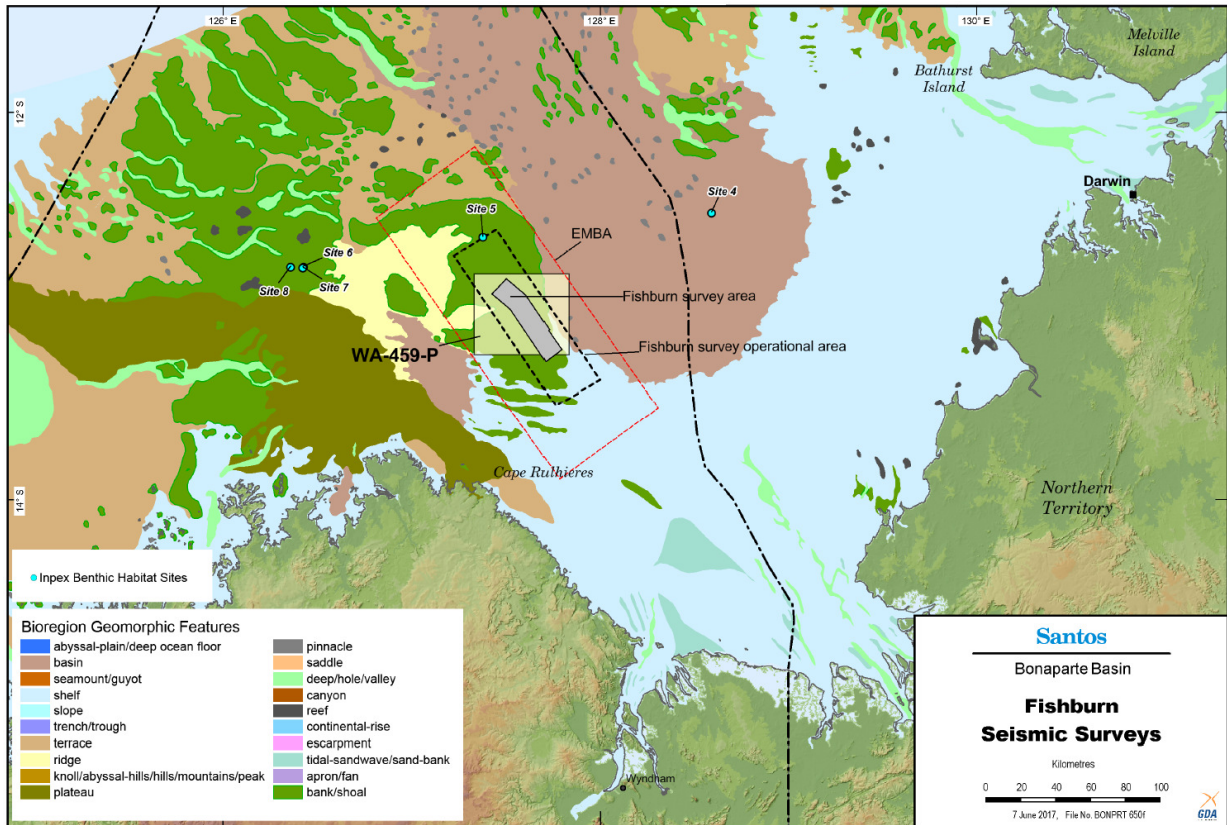 126° E
128° E
130° E
Melville
Island
Bathurst
Island
12° S
Darwin
Site 4
Site 5
EMBA
Site 6
Site 8
Site 7
Fishburn survey area
WA-459-P
Fishburn survey operational area
Cape Rulhieres
14° S
Northern
Territory
Inpex Benthic Habitat Sites
Bioregion Geomorphic Features
abyssal-plain/deep ocean floor
basin
seamount/guyot
shelf
slope
trench/trough
terrace
ridge
knoll/abyssal-hills/hills/mountains/peak
plateau
pinnacle
saddle
deep/hole/valley
canyon
reef
continental-rise
escarpment
tidal-sandwave/sand-bank
apron/fan
bank/shoal
Wyndham
Santos
Bonaparte Basin
Fishburn
Seismic Surveys
Kilometres
0 20 40 60 80 100
7 June 2017, File No. BONPRT 650f
GDA